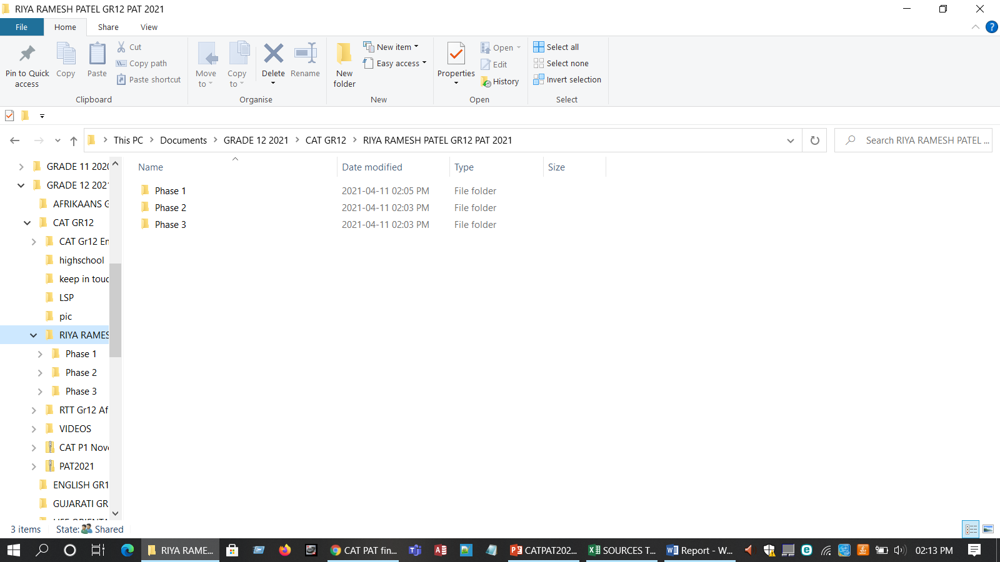 RIYA RAMESH PATEL GR12 PAT 2021
File Home Share View
Pin to Quick access
Copy
Paste
Cut
Copy path
Paste shortcut
Clipboard
Move to
Copy to
Delete
Rename
Organise
New folder
New item
Easy access
New
Properties
Open
Edit
History
Open
Select all
Select none
Invert selection
Select
This PC > Documents > GRADE 12 2021 > CAT GR12 > RIYA RAMESH PATEL GR12 PAT 2021
Search RIYA RAMESH PATEL ...
GRADE 11 202
GRADE 12 202
AFRIKAANS G
CAT GR12
CAT Gr12 Er
highschool
keep in touc
LSP
pic
RIYA RAMES
Phase 1
Phase 2
Phase 3
RTT Gr12 Af
VIDEOS
CAT P1 Nov
PAT2021
ENGLISH GR1
GUJARATI GR
Name Date modified Type Size
Phase 1 2021-04-11 02:05 PM File folder
Phase 2 2021-04-11 02:03 PM File folder
Phase 3 2021-04-11 02:03 PM File folder
3 items State: Shared
RIYA RAME... CAT PAT fin... CATPAT202... SOURCES T... Report - W... 02:13 PM